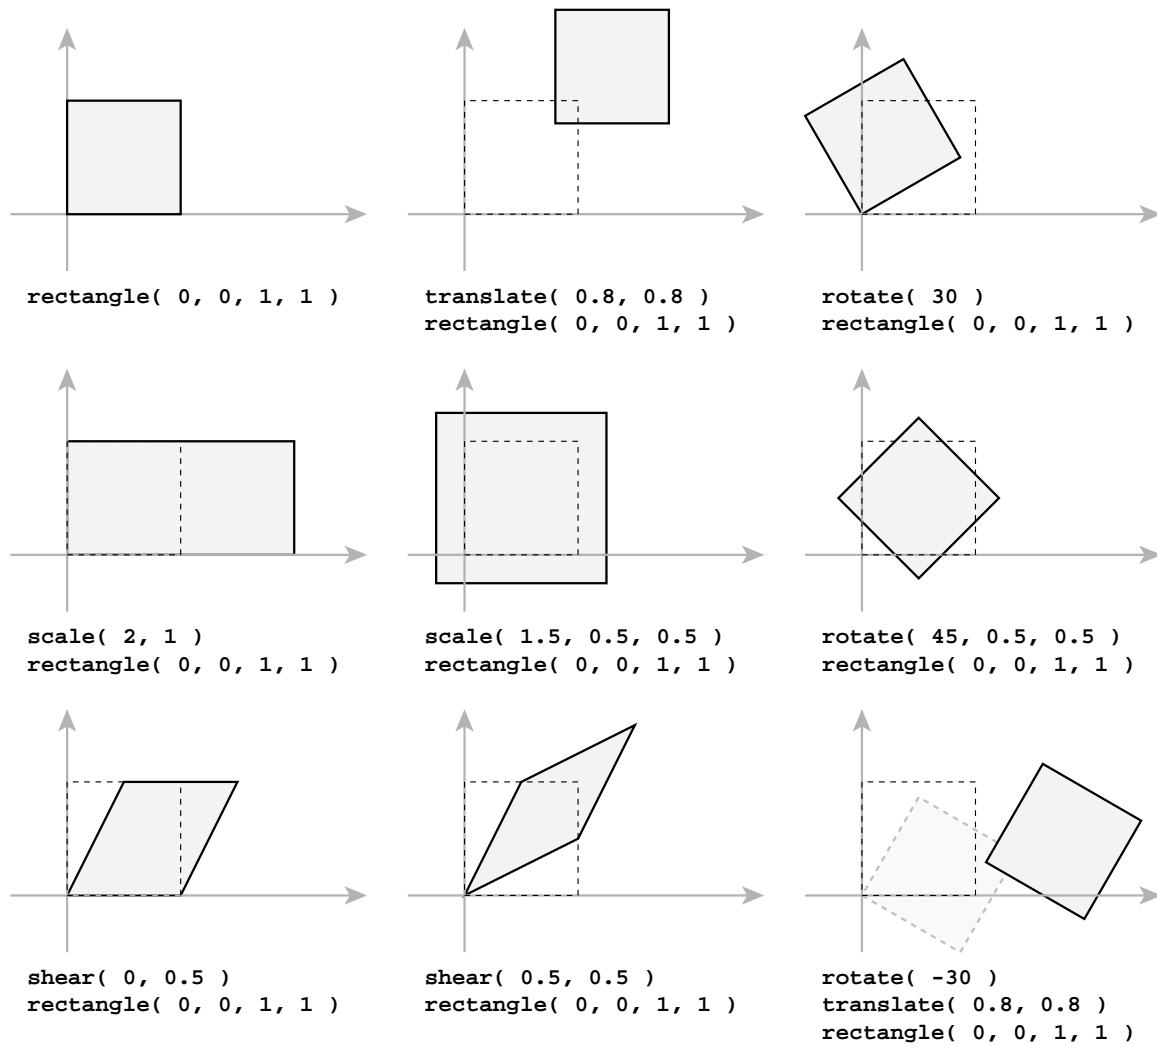 rectangle( 0, 0, 1, 1 )
translate( 0.8, 0.8 )
rectangle( 0, 0, 1, 1 )
rotate( 30 )
rectangle( 0, 0, 1, 1 )
scale( 2, 1 )
rectangle( 0, 0, 1, 1 )
scale( 1.5, 0.5, 0.5 )
rectangle( 0, 0, 1, 1 )
rotate( 45, 0.5, 0.5 )
rectangle( 0, 0, 1, 1 )
shear( 0, 0.5 )
rectangle( 0, 0, 1, 1 )
shear( 0.5, 0.5 )
rectangle( 0, 0, 1, 1 )
rotate( -30 )
translate( 0.8, 0.8 )
rectangle( 0, 0, 1, 1 )